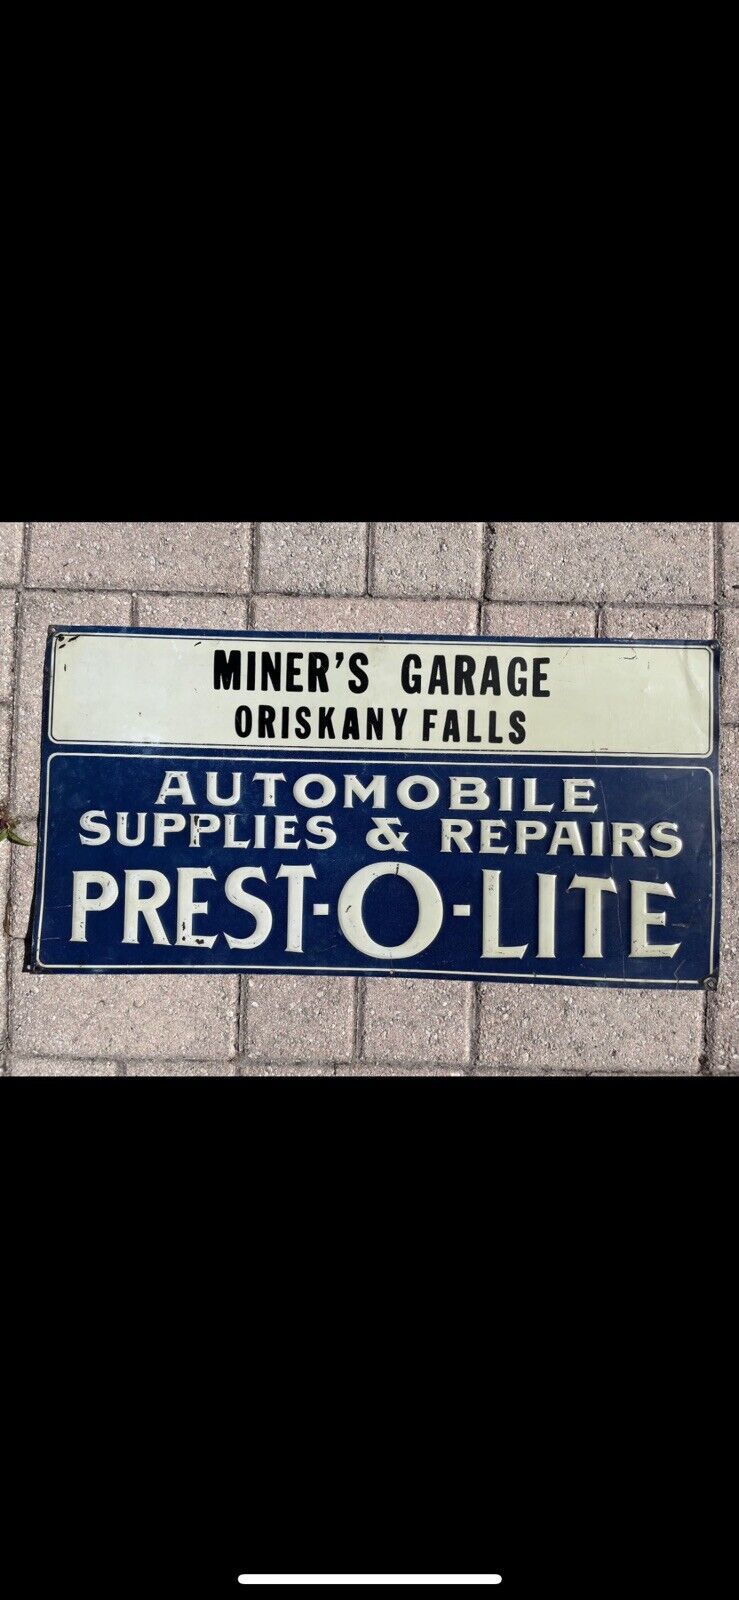 MINER'S GARAGE
ORISKANY FALLS
AUTOMOBILE
SUPPLIES & REPAIRS
PREST-O-LITE